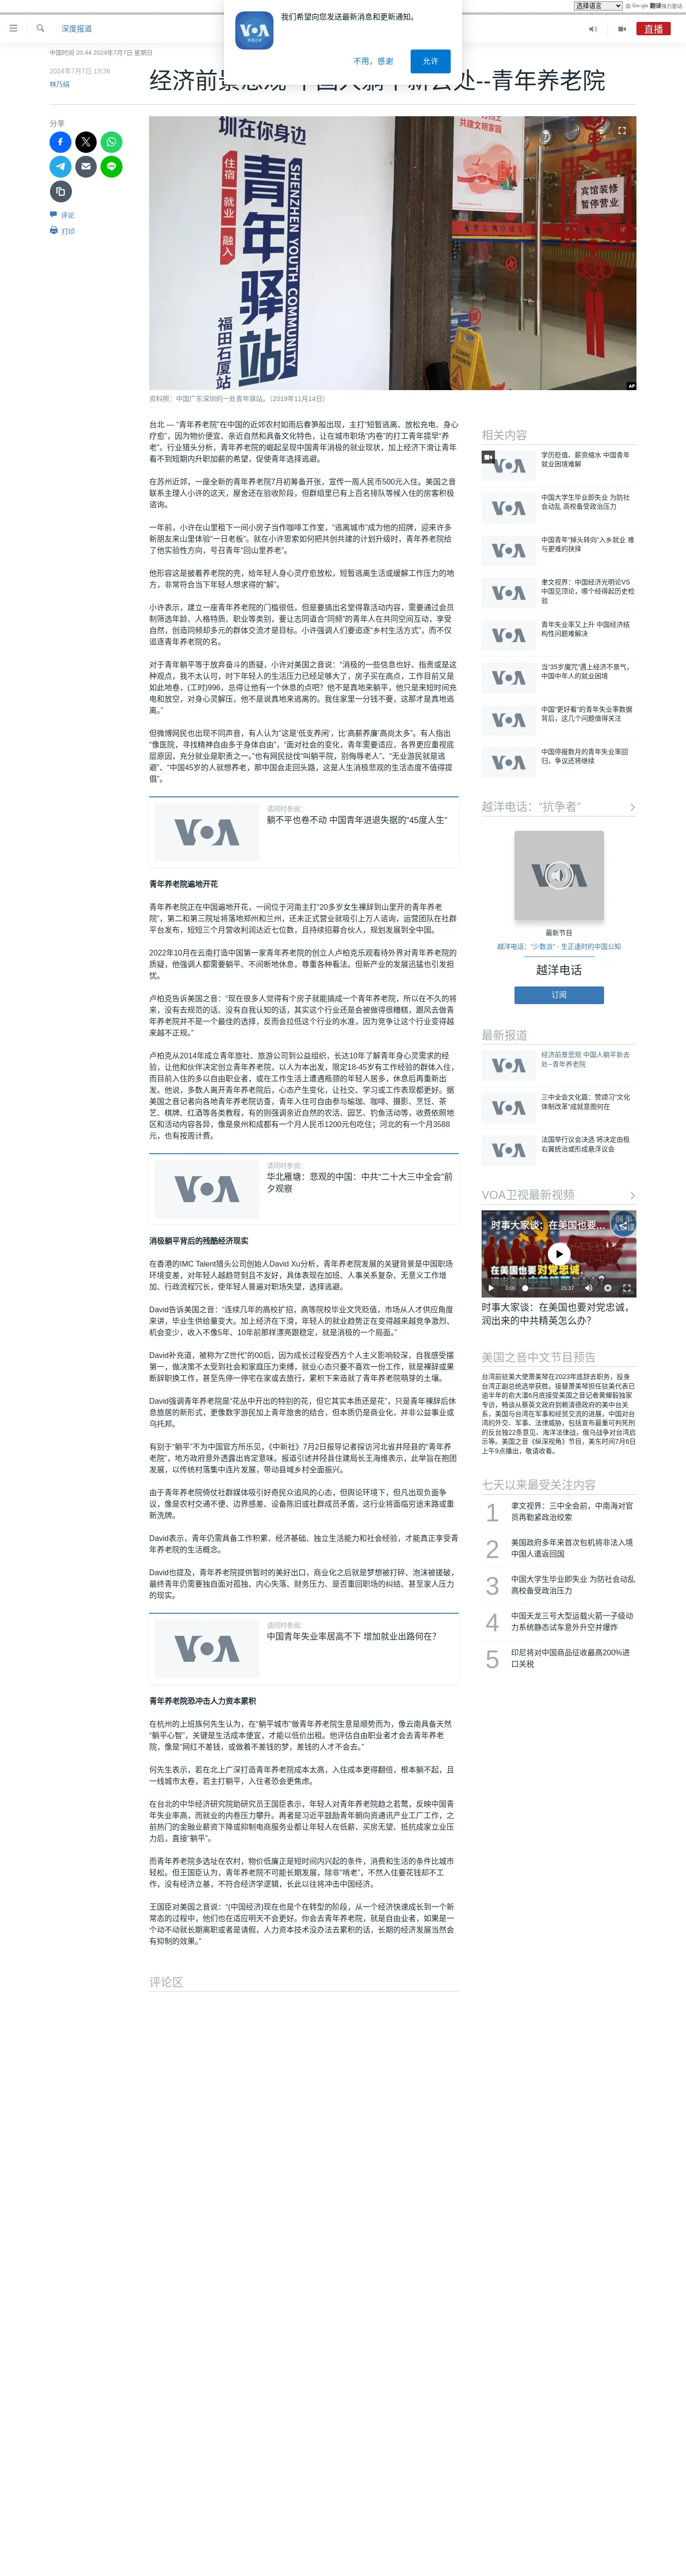 选择语言
由 Google 翻译强力驱动
我们希望向您发送最新消息和更新通知。
不用，感谢
允许
深度报道
直播
中国时间 20:44 2024年7月7日 星期日
2024年7月7日 19:36
林乃绢
经济前景悲观 中国人躺平新去处--青年养老院
分享
评论
打印
圳在你身边
住宿 就业 融入
青年驿站
SHENZHEN YOUTH COMMUNITY
福田石厦站
共建红色文明家园
宾馆装修
暂停营业
AP
资料照：中国广东深圳的一处青年驿站。（2019年11月14日）
台北 — “青年养老院”在中国的近郊农村如雨后春笋般出现，主打“短暂逃离、放松充电、身心
疗愈”，因为物价便宜、亲近自然和具备文化特色，让在城市职场“内卷”的打工青年提早“养
老”。行业猎头分析，青年养老院的崛起呈现中国青年消极的就业现状，加上经济下滑让青年
看不到短期内升职加薪的希望，促使青年选择逃避。
在苏州近郊，一座全新的青年养老院7月初筹备开张，宣传一周人民币500元入住。美国之音
联系主理人小许的这天，屋舍还在验收阶段，但群组里已有上百名排队等候入住的房客积极
谘询。
一年前，小许在山里租下一间小房子当作咖啡工作室，“逃离城市”成为他的招牌，迎来许多
新朋友来山里体验“一日老板”。就在小许思索如何把共创共建的计划升级时，青年养老院给
了他实验性方向，号召青年“回山里养老”。
他形容这是披着养老院的壳，给年轻人身心灵疗愈放松，短暂逃离生活或缓解工作压力的地
方，非常符合当下年轻人想求得的“解”。
小许表示，建立一座青年养老院的门槛很低，但是要搞出名堂得靠活动内容，需要通过会员
制筛选年龄、人格特质、职业等类别，要让志同道合“同频”的青年人在共同空间互动，享受
自然，创造同频却多元的群体交流才是目标。小许强调人们要追逐“乡村生活方式”，而不仅
追逐青年养老院的名。
对于青年躺平等于放弃奋斗的质疑，小许对美国之音说：“消极的一些信息也好、指责或是这
种观点，我不太认可，时下年轻人的生活压力已经足够大了，房子买在高点，工作目前又是
如此地卷，(工时)996，总得让他有一个休息的点吧？他不是真地来躺平，他只是来短时间充
电和放空，对身心灵解压，他不是说真地来逃离的。我住家里一分钱不要，这那才是真地逃
离。”
但微博网民也出现不同声音，有人认为“这是‘低支养闲’，比‘高薪养廉’高尚太多”。有人指出
“像医院，寻找精神自由多于身体自由”，“面对社会的变化，青年需要适应，各界更应重视底
层原因，充分就业是职责之一。”也有网民挞伐“叫躺平院，别侮辱老人”、“无业游民就是逃
避”、“中国45岁的人就想养老，那中国会走回头路，这是人生消极悲观的生活态度不值得提
倡”。
请同时参阅：
躺不平也卷不动 中国青年进退失据的“45度人生”
青年养老院遍地开花
青年养老院正在中国遍地开花，一间位于河南主打“20多岁女生裸辞到山里开的青年养老
院”，第二和第三院址将落地郑州和兰州，还未正式营业就吸引上万人谘询，运营团队在社群
平台发布，短短三个月营收利润达近七位数，且持续招募合伙人，规划发展到全中国。
2022年10月在云南打造中国第一家青年养老院的创立人卢柏克乐观看待外界对青年养老院的
质疑，他强调人都需要躺平、不间断地休息，尊重各种看法。但新产业的发展迅猛也引发担
忧。
卢柏克告诉美国之音：“现在很多人觉得有个房子就能搞成一个青年养老院，所以在不久的将
来，没有去规范的话、没有自我认知的话，其实这个行业还是会被做得很糟糕，跟风去做青
年养老院并不是一个最佳的选择，反而会拉低这个行业的水准，因为竞争让这个行业变得越
来越不正规。”
卢柏克从2014年成立青年旅社、旅游公司到公益组织，长达10年了解青年身心灵需求的经
验，让他和伙伴决定创立青年养老院，以人为本出发，限定18-45岁有工作经验的群体入住，
而目前入住的多以自由职业者，或在工作生活上遭遇瓶颈的年轻人居多，休息后再重新出
发。他说，多数人离开青年养老院后，心态产生变化，让社交、学习或工作表现都更好。据
美国之音记者向各地青年养老院访查，青年入住可自由参与瑜珈、咖啡、摄影、烹饪、茶
艺、棋牌、红酒等各类教程，有的则强调亲近自然的农活、园艺、钓鱼活动等，收费依照地
区和活动内容各异，像是泉州和成都有一个月人民币1200元包吃住；河北的有一个月3588
元，也有按周计费。
请同时参阅：
华北雁塘：悲观的中国：中共“二十大三中全会”前
夕观察
消极躺平背后的残酷经济现实
在香港的IMC Talent猎头公司创始人David Xu分析，青年养老院发展的关键背景是中国职场
环境变差，对年轻人越趋苛刻且不友好，具体表现在加班、人事关系复杂、无意义工作增
加、行政流程冗长，使年轻人普遍对职场失望，选择逃避。
David告诉美国之音：“连续几年的高校扩招，高等院校毕业文凭贬值，市场从人才供应角度
来讲，毕业生供给量变大。加上经济在下滑，年轻人的就业趋势正在变得越来越竞争激烈、
机会变少，收入不像5年、10年前那样漂亮跟稳定，就是消极的一个局面。”
David补充道，被称为“Z世代”的00后，因为成长过程受西方个人主义影响较深，自我感受摆
第一，做决策不太受到社会和家庭压力束缚，就业心态只要不喜欢一份工作，就是裸辞或果
断辞职换工作，甚至先停一停宅在家或去旅行，累积下来造就了青年养老院萌芽的土壤。
David强调青年养老院是“花丛中开出的特别的花，但它其实本质还是花”，只是青年裸辞后休
息旅居的新形式，更像数字游民加上青年旅舍的结合，但本质仍是商业化，并非公益事业或
乌托邦。
有别于“躺平”不为中国官方所乐见，《中新社》7月2日报导记者探访河北省井陉县的“青年养
老院”，地方政府意外透露出肯定意味。报道引述井陉县住建局长王海维表示，此举旨在抱团
发展，以传统村落集中连片发展，带动县域乡村全面振兴。
由于青年养老院倚仗社群媒体吸引好奇民众追风的心态，但舆论环境下，但凡出现负面争
议，像是农村交通不便、边界感差、设备陈旧或社群成员矛盾，这行业将面临穷途末路或重
新洗牌。
David表示，青年仍需具备工作积累、经济基础、独立生活能力和社会经验，才能真正享受青
年养老院的生活概念。
David也提及，青年养老院提供暂时的美好出口，商业化之后就是梦想被打碎、泡沫被揉破，
最终青年仍需要独自面对孤独、内心失落、财务压力、是否重回职场的纠结、甚至家人压力
的现实。
请同时参阅：
中国青年失业率居高不下 增加就业出路何在？
青年养老院恐冲击人力资本累积
在杭州的上班族何先生认为，在“躺平城市”做青年养老院生意是顺势而为，像云南具备天然
“躺平心智”，关键是生活成本便宜，才能以低价出租。他评估自由职业者才会去青年养老
院，像是“网红不差钱，或做着不差钱的梦，差钱的人才不会去。”
何先生表示，若在北上广深打造青年养老院成本太高，入住成本更得翻倍，根本躺不起，且
一线城市太卷，若主打躺平，入住者恐会更焦虑。
在台北的中华经济研究院助研究员王国臣表示，年轻人对青年养老院趋之若鹜，反映中国青
年失业率高，而就业的内卷压力攀升。再者是习近平鼓励青年朝向资通讯产业工厂工作，之
前热门的金融业薪资下降或抑制电商服务业都让年轻人在低薪、买房无望、抵抗成家立业压
力后，直接“躺平”。
而青年养老院多选址在农村，物价低廉正是短时间内兴起的条件，消费和生活的条件比城市
轻松。但王国臣认为，青年养老院不可能长期发展，除非“啃老”，不然入住要花钱却不工
作，没有经济立基，不符合经济学逻辑，长此以往将冲击中国经济。
王国臣对美国之音说：“(中国经济)现在也是个在转型的阶段，从一个经济快速成长到一个新
常态的过程中，他们也在适应明天不会更好。你会去青年养老院，就是自由业者，如果是一
个动不动就长期离职或者是请假，人力资本技术没办法去累积的话，长期的经济发展当然会
有抑制的效果。”
评论区
相关内容
学历贬值、薪资缩水 中国青年
就业困境难解
中国大学生毕业即失业 为防社
会动乱 高校备受政治压力
中国青年“掉头转向”入乡就业 难
与更难的抉择
聿文视界：中国经济光明论VS
中国见顶论，哪个经得起历史检
验
青年失业率又上升 中国经济结
构性问题难解决
当“35岁魔咒”遇上经济不景气，
中国中年人的就业困境
中国“更好看”的青年失业率数据
背后，这几个问题值得关注
中国停报数月的青年失业率回
归，争议还将继续
越洋电话：“抗争者”
最新节目
越洋电话：“少数派” - 生正逢时的中国公知
越洋电话
订阅
最新报道
经济前景悲观 中国人躺平新去
处--青年养老院
三中全会文化篇：赞颂习“文化
体制改革”成就意图何在
法国举行议会决选 将决定由极
右翼统治或形成悬浮议会
VOA卫视最新视频
时事大家谈：在美国也要...
在美国也要对党忠诚
0:00
25:37
时事大家谈：在美国也要对党忠诚，
润出来的中共精英怎么办？
美国之音中文节目预告
台湾前驻美大使萧美琴在2023年底辞去职务，投身
台湾正副总统选举获胜。接替萧美琴担任驻美代表已
逾半年的俞大㵢6月底接受美国之音记者黄耀毅独家
专访，畅谈从蔡英文政府到赖清德政府的美中台关
系，美国与台湾在军事和经贸交流的进展，中国对台
湾的外交、军事、法律威胁，包括宣布最重可判死刑
的反台独22条意见、海洋法律战，俄乌战争对台湾启
示等。美国之音《纵深视角》节目，美东时间7月6日
上午9点播出，敬请收看。
七天以来最受关注内容
1 聿文视界：三中全会前，中南海对官
员再勒紧政治绞索
2 美国政府多年来首次包机将非法入境
中国人遣返回国
3 中国大学生毕业即失业 为防社会动乱
高校备受政治压力
4 中国天龙三号大型运载火箭一子级动
力系统静态试车意外升空并爆炸
5 印尼将对中国商品征收最高200%进
口关税